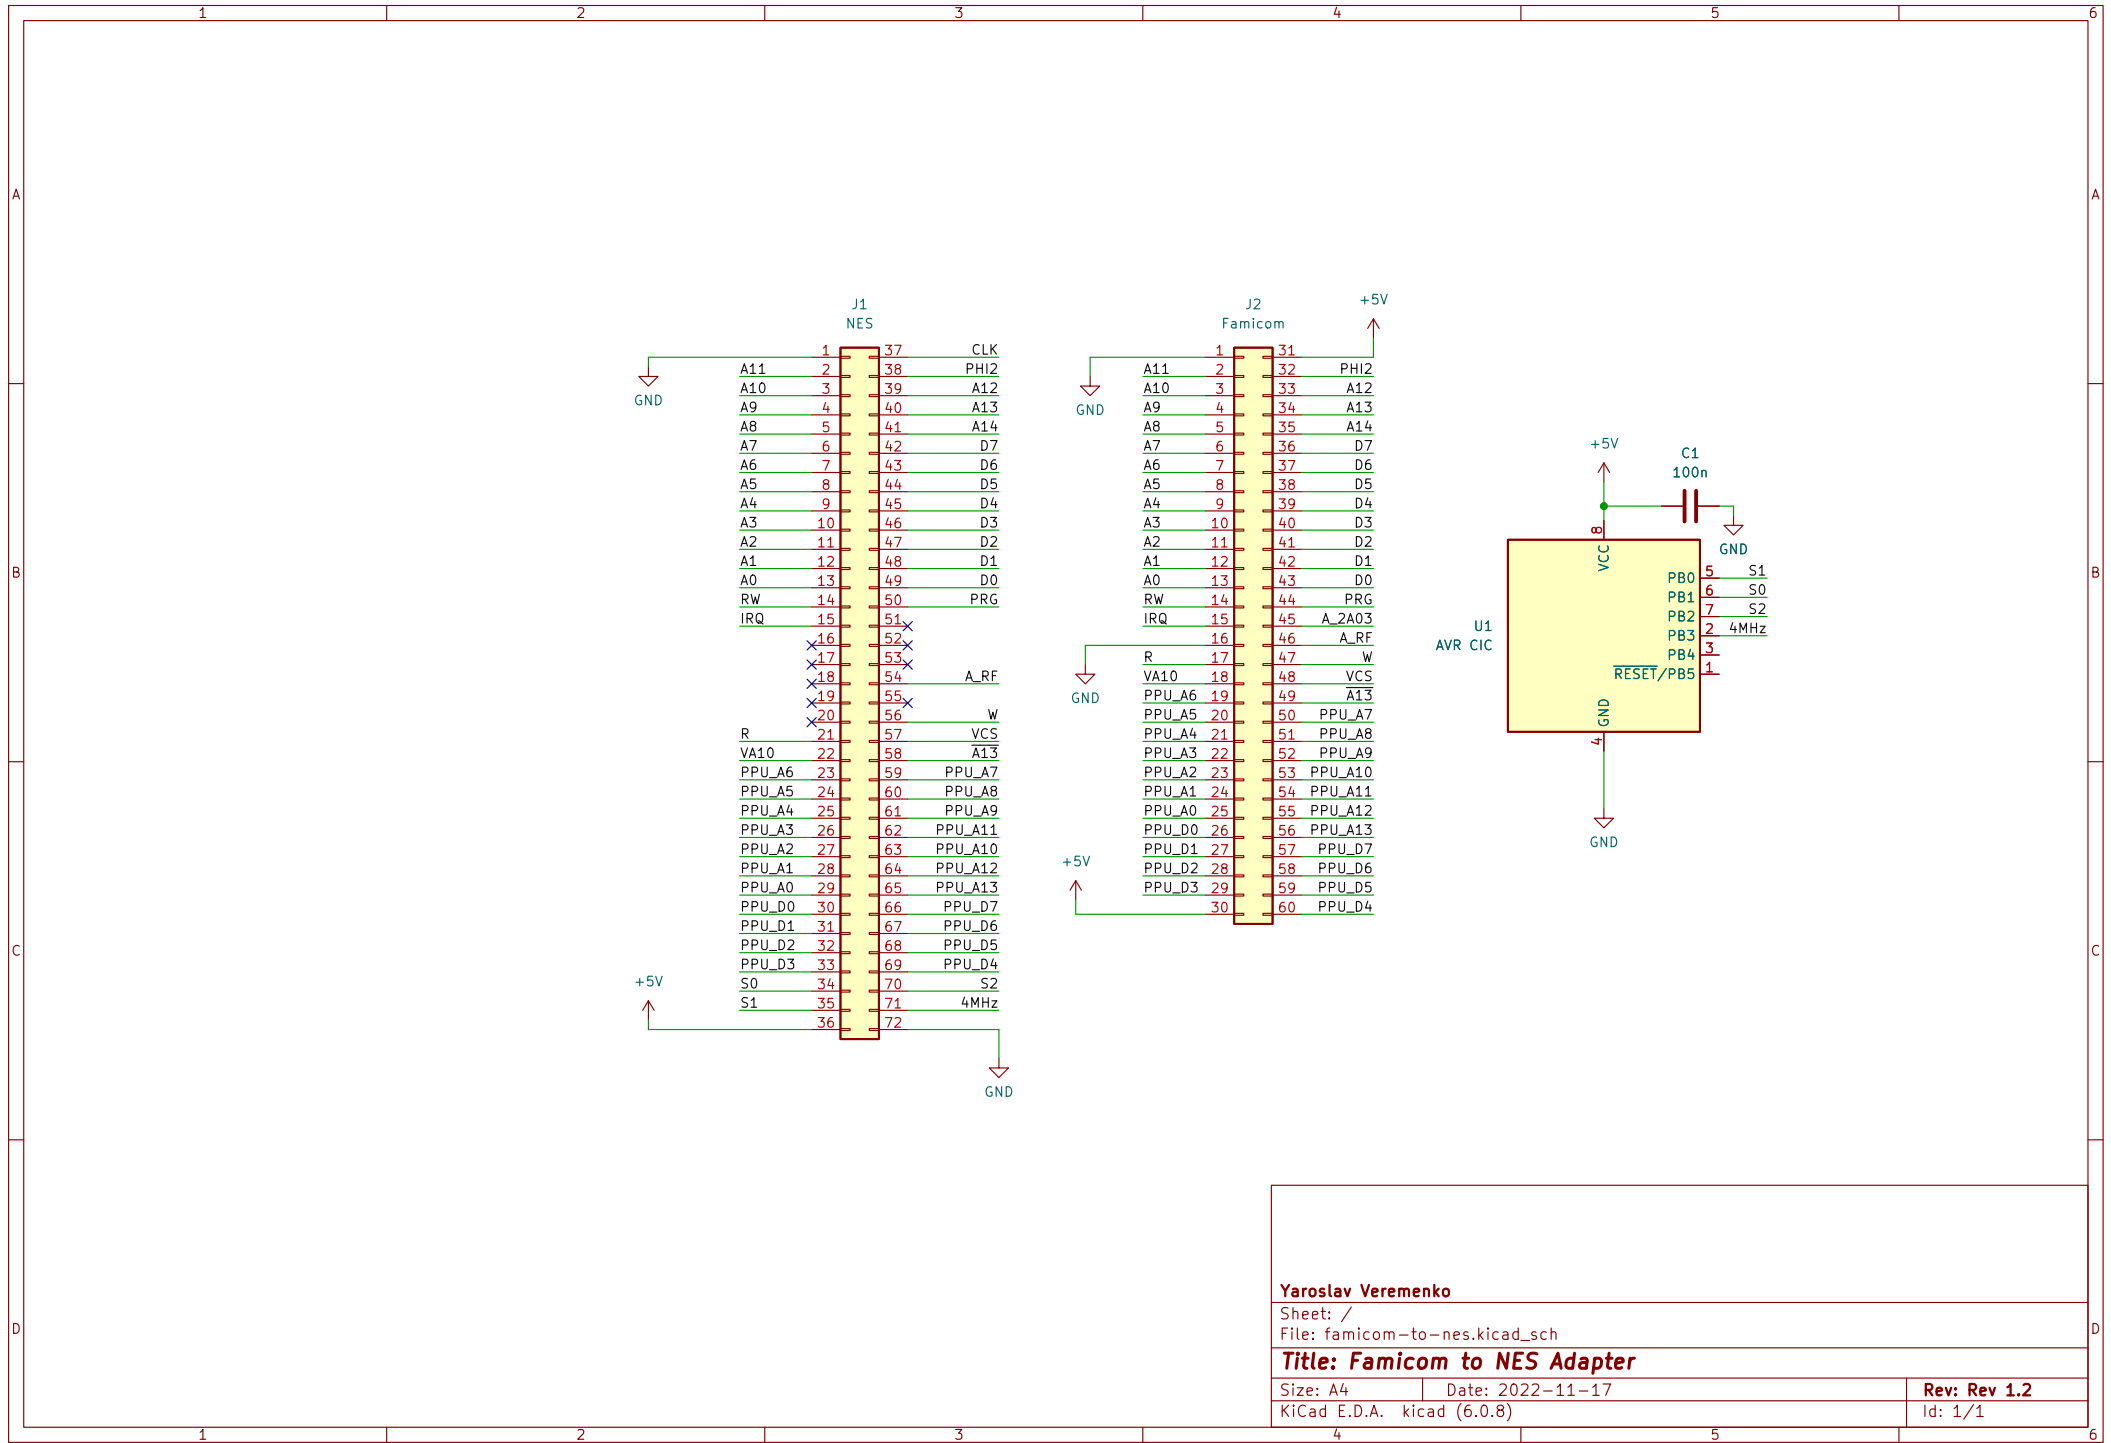 1 2 3 4 5 6
A A
B B
C C
D D
J1
NES
1 37 CLK
A11 2 38 PHI2
A10 3 39 A12
A9 4 40 A13
A8 5 41 A14
A7 6 42 D7
A6 7 43 D6
A5 8 44 D5
A4 9 45 D4
A3 10 46 D3
A2 11 47 D2
A1 12 48 D1
A0 13 49 D0
RW 14 50 PRG
IRQ 15 51
16 52
17 53
18 54 A_RF
19 55
20 56 W
R 21 57 VCS
VA10 22 58 A13
PPU_A6 23 59 PPU_A7
PPU_A5 24 60 PPU_A8
PPU_A4 25 61 PPU_A9
PPU_A3 26 62 PPU_A11
PPU_A2 27 63 PPU_A10
PPU_A1 28 64 PPU_A12
PPU_A0 29 65 PPU_A13
PPU_D0 30 66 PPU_D7
PPU_D1 31 67 PPU_D6
PPU_D2 32 68 PPU_D5
PPU_D3 33 69 PPU_D4
S0 34 70 S2
S1 35 71 4MHz
36 72
GND
+5V
GND
J2
Famicom
+5V
1 31
A11 2 32 PHI2
A10 3 33 A12
A9 4 34 A13
A8 5 35 A14
A7 6 36 D7
A6 7 37 D6
A5 8 38 D5
A4 9 39 D4
A3 10 40 D3
A2 11 41 D2
A1 12 42 D1
A0 13 43 D0
RW 14 44 PRG
IRQ 15 45 A_2A03
16 46 A_RF
R 17 47 W
VA10 18 48 VCS
PPU_A6 19 49 A13
PPU_A5 20 50 PPU_A7
PPU_A4 21 51 PPU_A8
PPU_A3 22 52 PPU_A9
PPU_A2 23 53 PPU_A10
PPU_A1 24 54 PPU_A11
PPU_A0 25 55 PPU_A12
PPU_D0 26 56 PPU_A13
PPU_D1 27 57 PPU_D7
PPU_D2 28 58 PPU_D6
PPU_D3 29 59 PPU_D5
30 60 PPU_D4
GND
GND
+5V
+5V
C1
100n
GND
8
VCC
PB0 5 S1
PB1 6 S0
PB2 7 S2
PB3 2 4MHz
PB4 3
RESET/PB5 1
U1
AVR CIC
GND
4
GND
Yaroslav Veremenko
Sheet: /
File: famicom-to-nes.kicad_sch
Title: Famicom to NES Adapter
Size: A4 Date: 2022-11-17 Rev: Rev 1.2
KiCad E.D.A. kicad (6.0.8) Id: 1/1
1 2 3 4 5 6